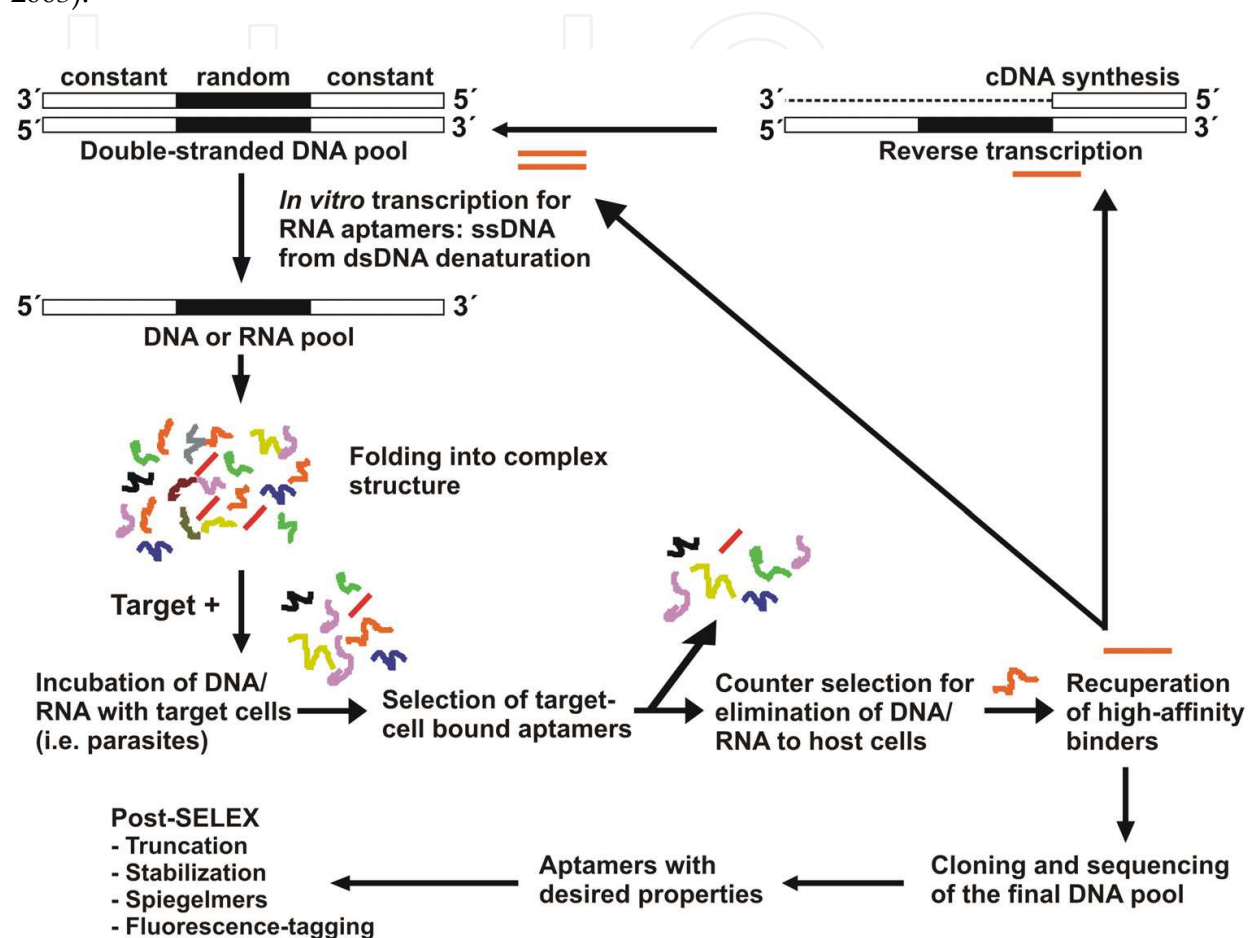 2003).
constant random constant
3´ 5´
5´ 3´
Double-stranded DNA pool
cDNA synthesis
3´ 5´
5´ 3´
Reverse transcription
In vitro transcription for
RNA aptamers: ssDNA
from dsDNA denaturation
5´ 3´
DNA or RNA pool
Folding into complex
structure
Target +
Incubation of DNA/
RNA with target cells
(i.e. parasites)
Selection of target-
cell bound aptamers
Counter selection for
elimination of DNA/
RNA to host cells
Recuperation
of high-affinity
binders
Cloning and sequencing
of the final DNA pool
Aptamers with
desired properties
Post-SELEX
- Truncation
- Stabilization
- Spiegelmers
- Fluorescence-tagging